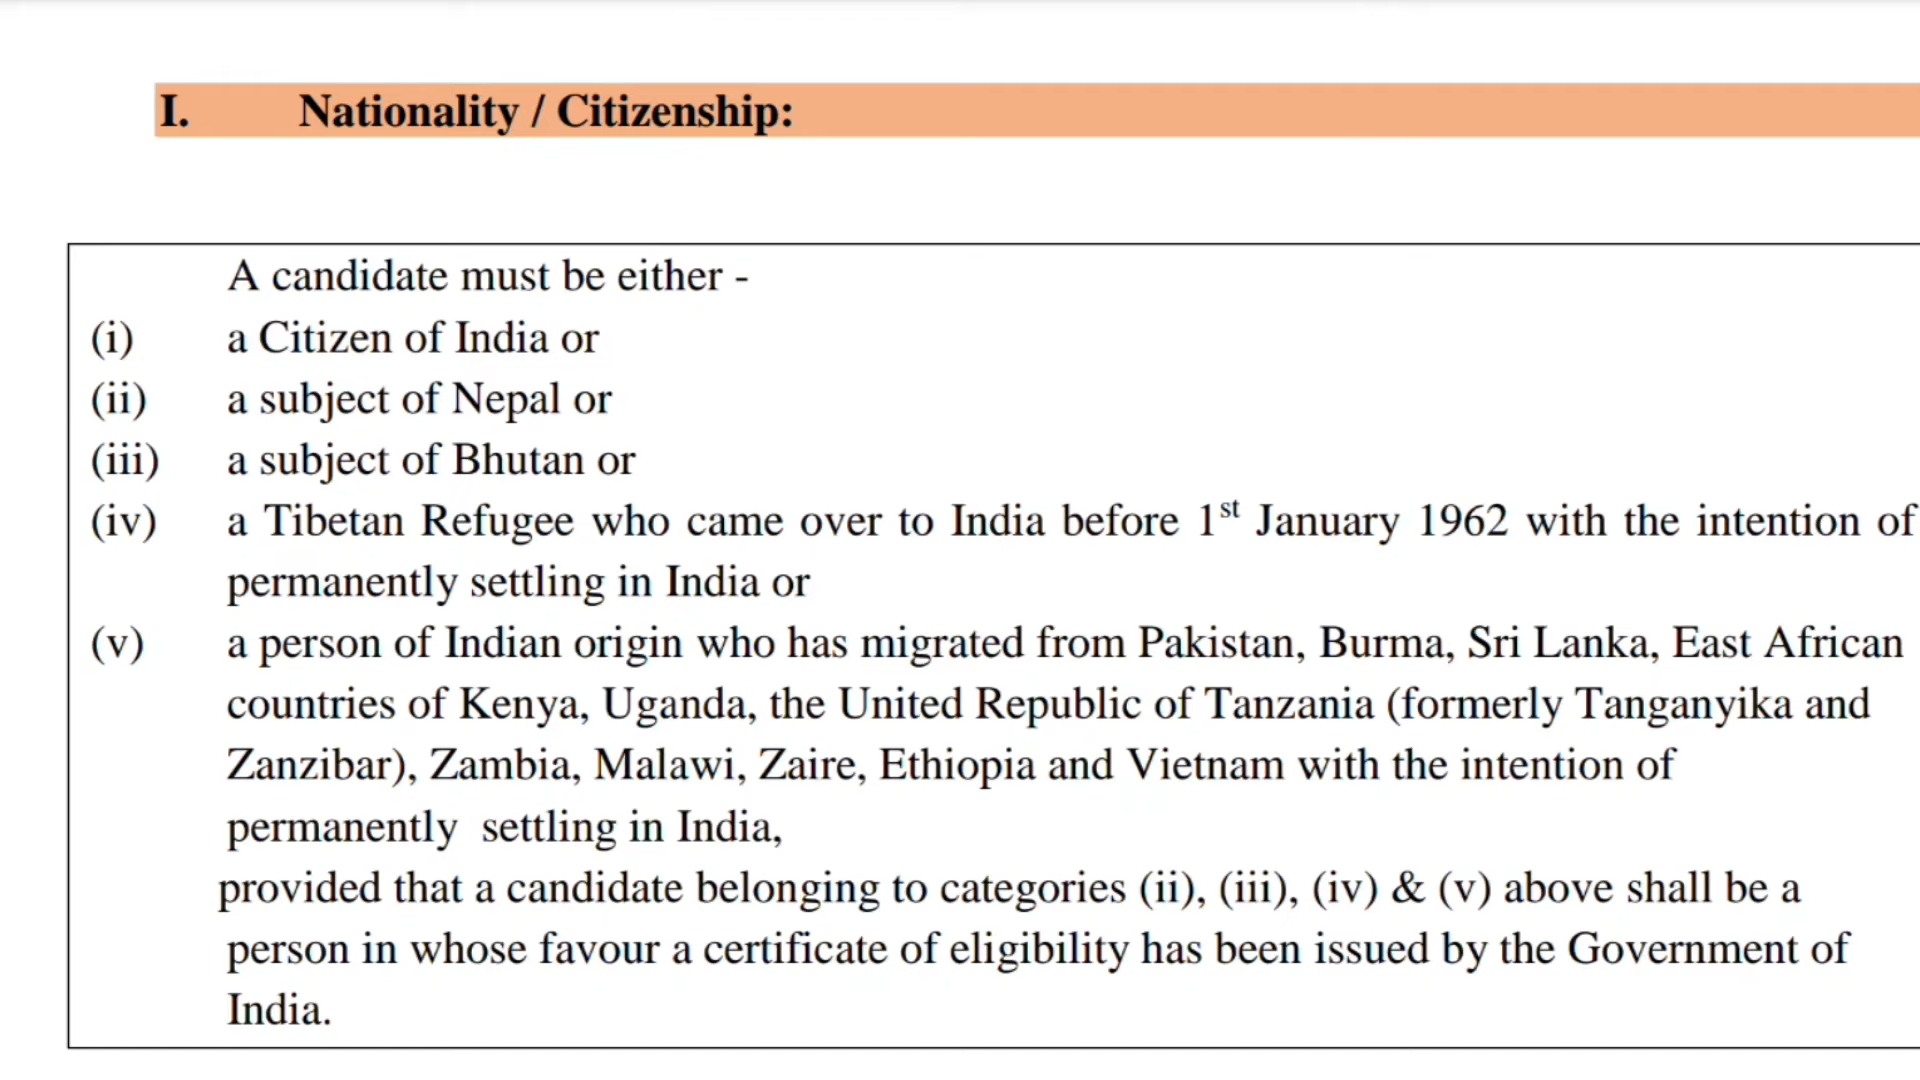 I. Nationality / Citizenship:
A candidate must be either -
(i) a Citizen of India or
(ii) a subject of Nepal or
(iii) a subject of Bhutan or
(iv) a Tibetan Refugee who came over to India before 1st January 1962 with the intention of
permanently settling in India or
(v) a person of Indian origin who has migrated from Pakistan, Burma, Sri Lanka, East African
countries of Kenya, Uganda, the United Republic of Tanzania (formerly Tanganyika and
Zanzibar), Zambia, Malawi, Zaire, Ethiopia and Vietnam with the intention of
permanently settling in India,
provided that a candidate belonging to categories (ii), (iii), (iv) & (v) above shall be a
person in whose favour a certificate of eligibility has been issued by the Government of
India.